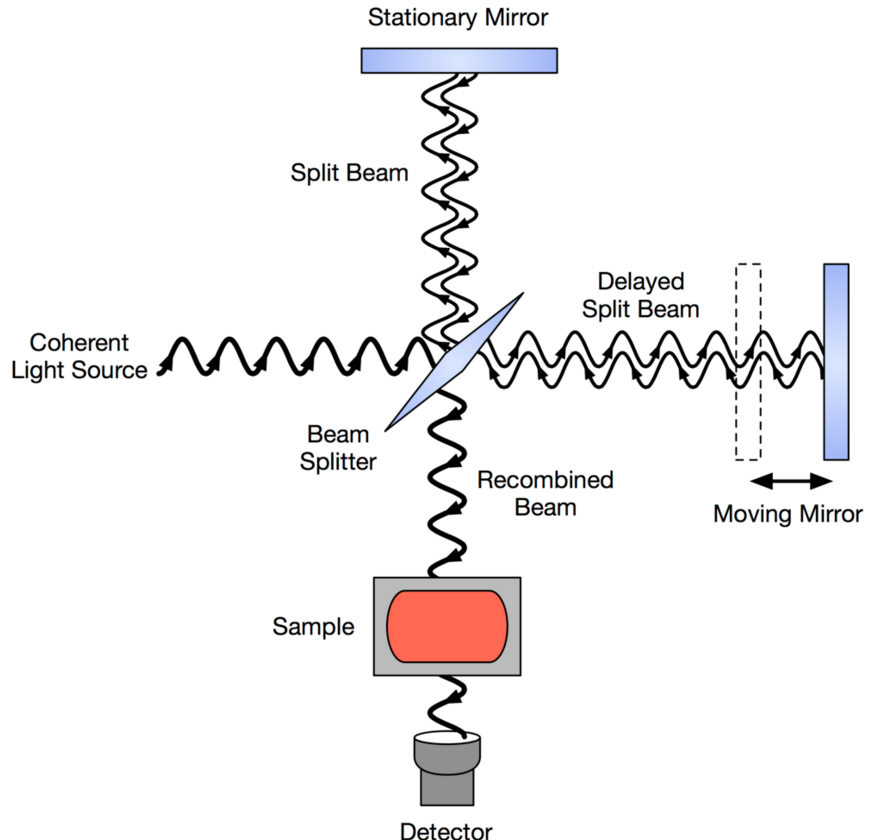 Stationary Mirror
Split Beam
Delayed
Split Beam
Coherent
Light Source
Beam
Splitter
Recombined
Beam
Moving Mirror
Sample
Detector